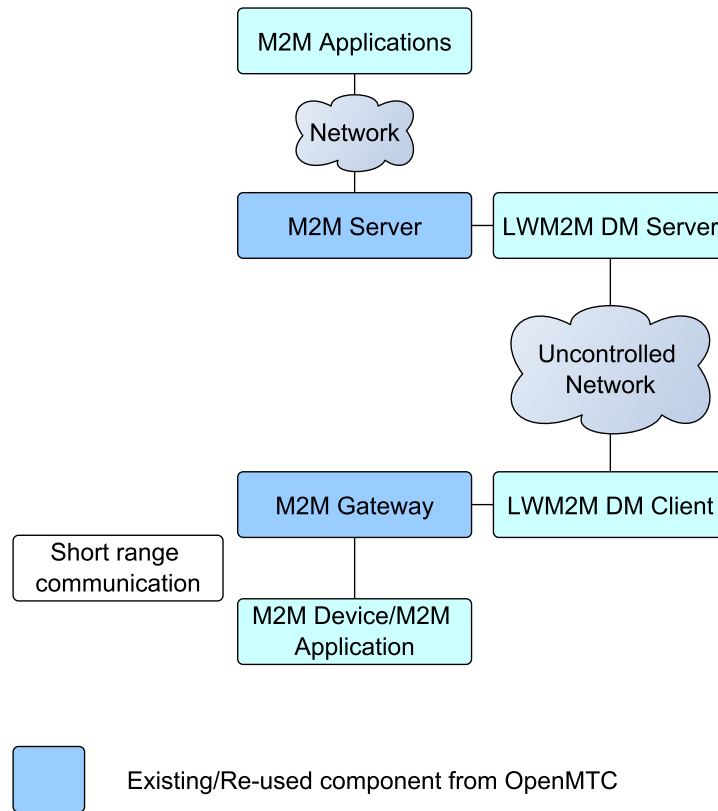 M2M Applications
Network
M2M Server
LWM2M DM Server
Uncontrolled
Network
M2M Gateway
LWM2M DM Client
Short range
communication
M2M Device/M2M
Application
Existing/Re-used component from OpenMTC